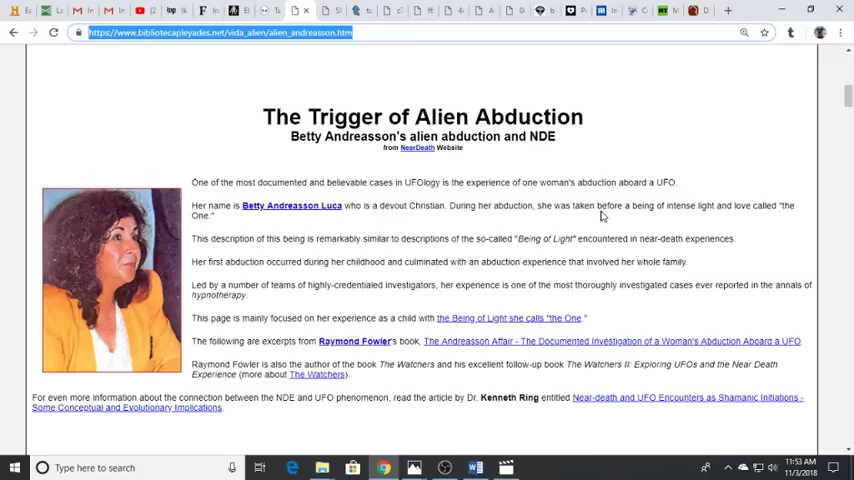 https://www.bibliotecapleyades.net/vida_alien/alien_andreasson.htm
The Trigger of Alien Abduction
Betty Andreasson's alien abduction and NDE
from NearDeath Website
One of the most documented and believable cases in UFOlogy is the experience of one woman's abduction aboard a UFO.
Her name is Betty Andreasson Luca who is a devout Christian. During her abduction, she was taken before a being of intense light and love called "the
One."
This description of this being is remarkably similar to descriptions of the so-called "Being of Light" encountered in near-death experiences.
Her first abduction occurred during her childhood and culminated with an abduction experience that involved her whole family.
Led by a number of teams of highly-credentialed investigators, her experience is one of the most thoroughly investigated cases ever reported in the annals of
hypnotherapy.
This page is mainly focused on her experience as a child with the Being of Light she calls "the One."
The following are excerpts from Raymond Fowler's book, The Andreasson Affair - The Documented Investigation of a Woman's Abduction Aboard a UFO.
Raymond Fowler is also the author of the book The Watchers and his excellent follow-up book The Watchers II: Exploring UFOs and the Near Death
Experience (more about The Watchers).
For even more information about the connection between the NDE and UFO phenomenon, read the article by Dr. Kenneth Ring entitled Near-death and UFO Encounters as Shamanic Initiations -
Some Conceptual and Evolutionary Implications.
Type here to search
11:53 AM
11/3/2018